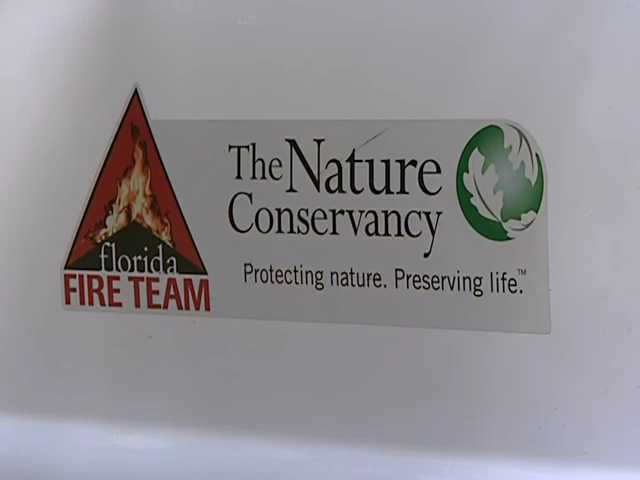 florida
FIRE TEAM
The Nature
Conservancy
Protecting nature. Preserving life.™